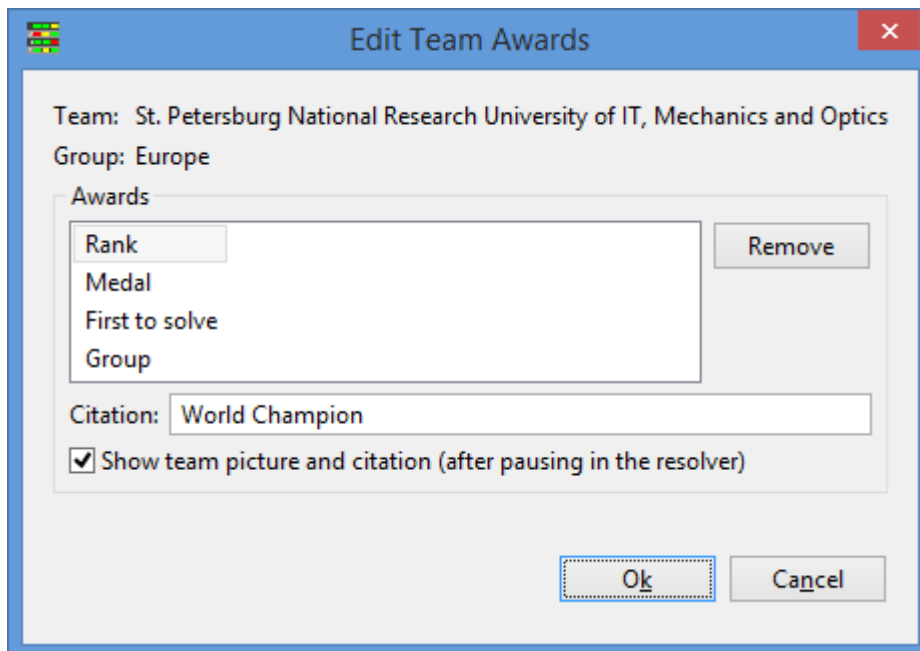 Edit Team Awards
Team: St. Petersburg National Research University of IT, Mechanics and Optics
Group: Europe
Awards
Rank
Remove
Medal
First to solve
Group
Citation: World Champion
Show team picture and citation (after pausing in the resolver)
Ok Cancel